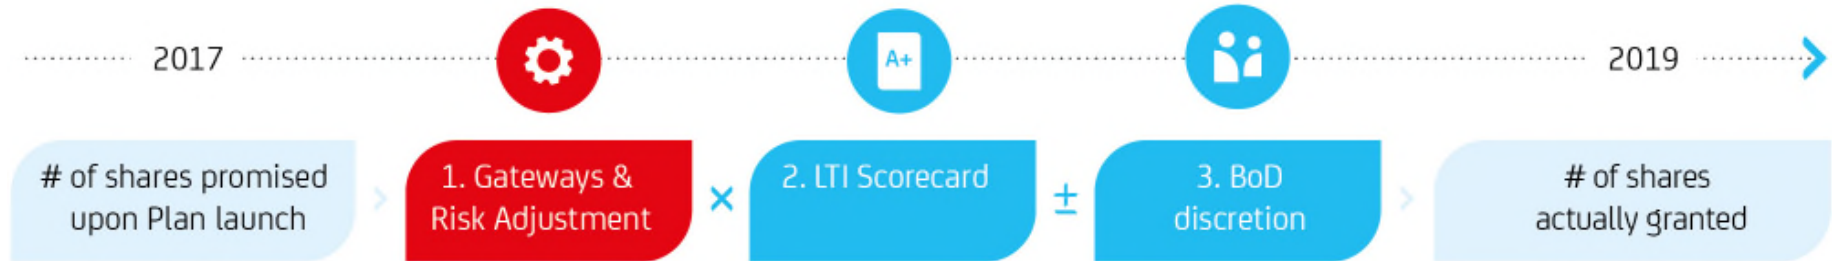 2017
A+
2019
# of shares promised
upon Plan launch
1. Gateways &
Risk Adjustment
×
2. LTI Scorecard
±
3. BoD
discretion
# of shares
actually granted